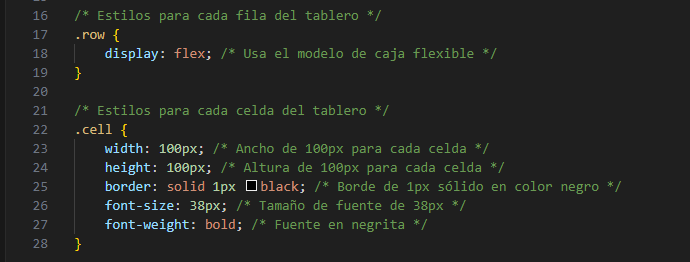 16 /* Estilos para cada fila del tablero */
17 .row {
18 display: flex; /* Usa el modelo de caja flexible */
19 }
20
21 /* Estilos para cada celda del tablero */
22 .cell {
23 width: 100px; /* Ancho de 100px para cada celda */
24 height: 100px; /* Altura de 100px para cada celda */
25 border: solid 1px black; /* Borde de 1px sólido en color negro */
26 font-size: 38px; /* Tamaño de fuente de 38px */
27 font-weight: bold; /* Fuente en negrita */
28 }